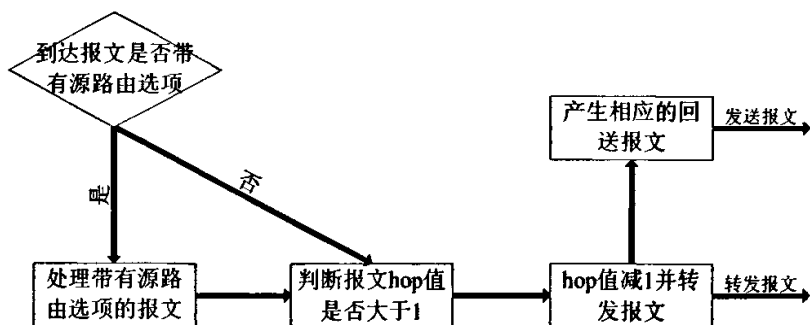 到达报文是否带
有源路由选项
产生相应的回
送报文
发送报文
是
否
处理带有源路
由选项的报文
判断报文hop值
是否大于1
hop值减1并转
发报文
转发报文